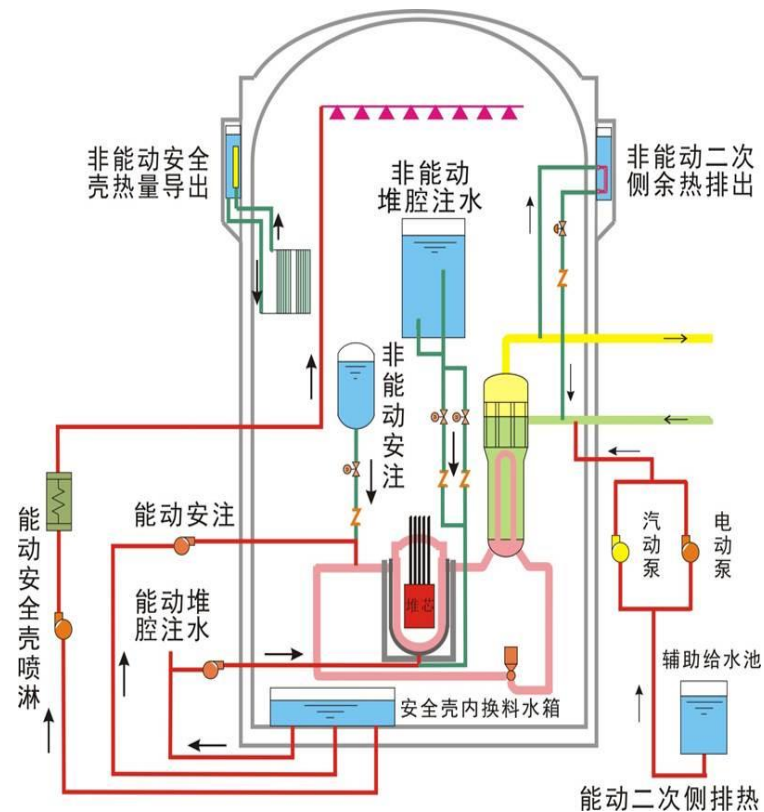 非能动安全
壳热量导出
非能动
堆腔注水
非能动二次
侧余热排出
非能动安注
能动安注
能动堆
腔注水
能动安全壳喷淋
堆芯
汽动泵
电动泵
辅助给水池
安全壳内换料水箱
能动二次侧排热